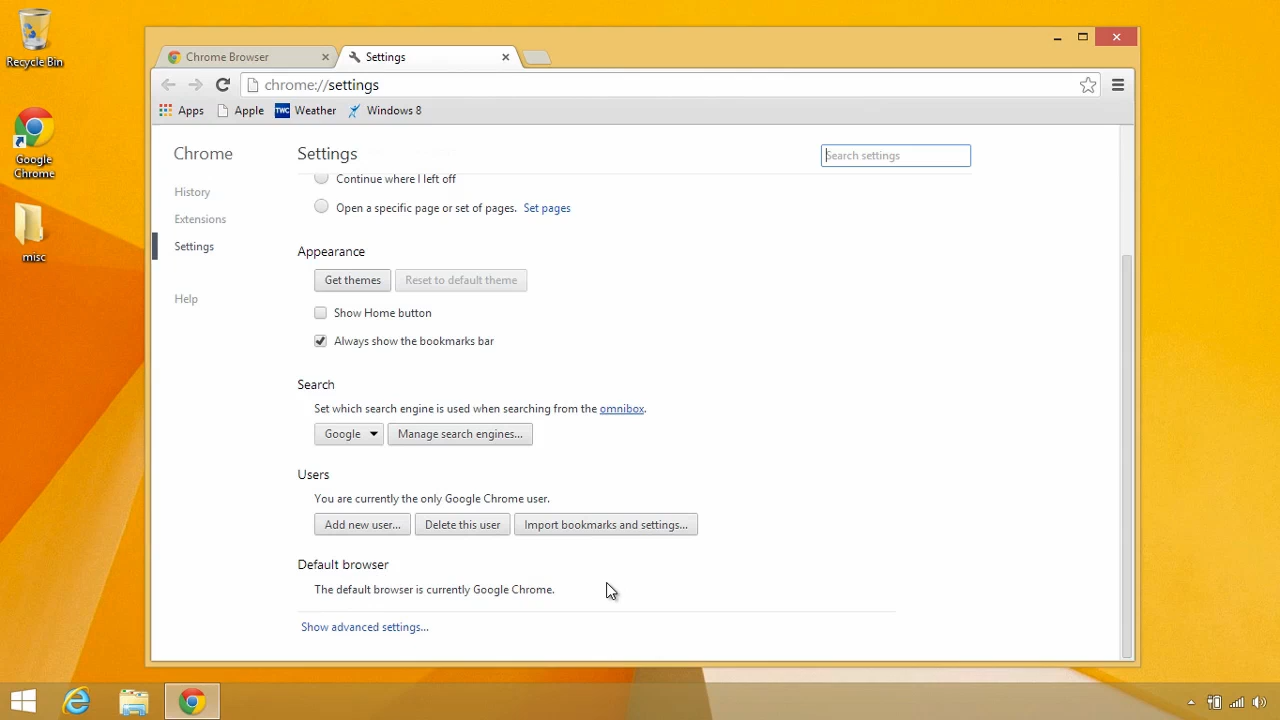 Recycle Bin
Google Chrome
misc
Chrome Browser
Settings
chrome://settings
Apps
Apple
TWC
Weather
Windows 8
Chrome
History
Extensions
Settings
Help
Settings
Search settings
Continue where I left off
Open a specific page or set of pages. Set pages
Appearance
Get themes
Reset to default theme
Show Home button
Always show the bookmarks bar
Search
Set which search engine is used when searching from the omnibox.
Google
Manage search engines...
Users
You are currently the only Google Chrome user.
Add new user...
Delete this user
Import bookmarks and settings...
Default browser
The default browser is currently Google Chrome.
Show advanced settings...